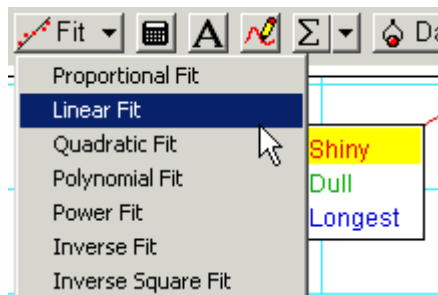 Fit A Σ Da
Proportional Fit
Linear Fit
Quadratic Fit
Polynomial Fit
Power Fit
Inverse Fit
Inverse Square Fit
Shiny
Dull
Longest